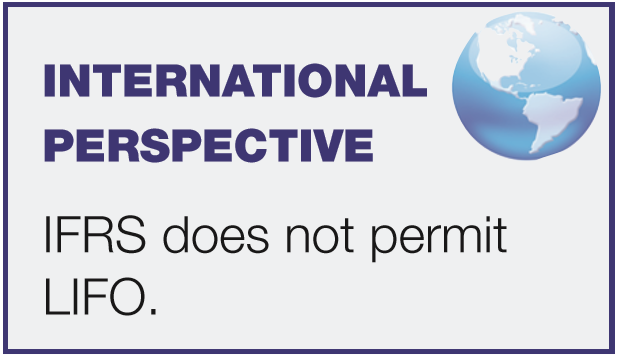 INTERNATIONAL
PERSPECTIVE
IFRS does not permit
LIFO.